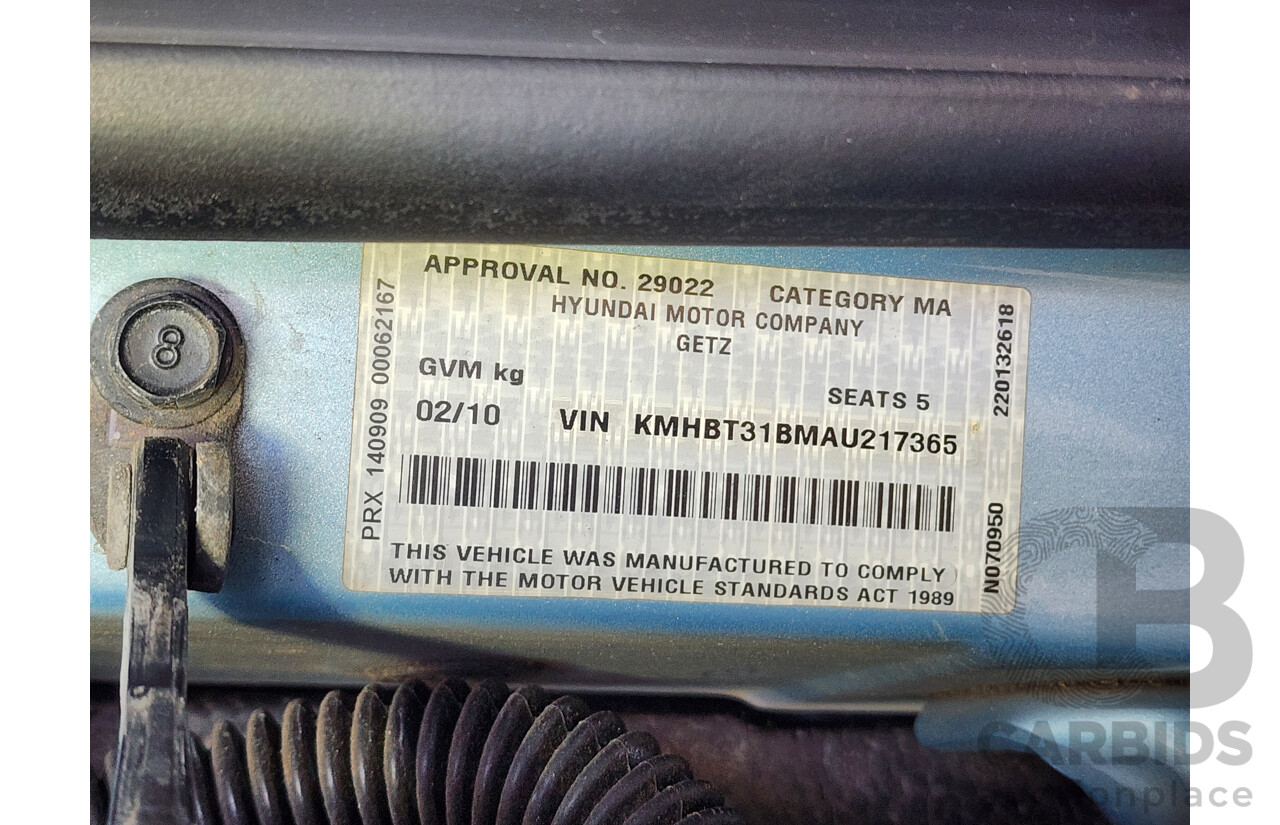 APPROVAL NO. 29022 CATEGORY MA
HYUNDAI MOTOR COMPANY
GETZ
GVM kg
SEATS 5
02/10 VIN KMHBT31BMAU217365
THIS VEHICLE WAS MANUFACTURED TO COMPLY
WITH THE MOTOR VEHICLE STANDARDS ACT 1989
PRX 140909 00062167
220132618
N070950
8
CARBIDS
onplace